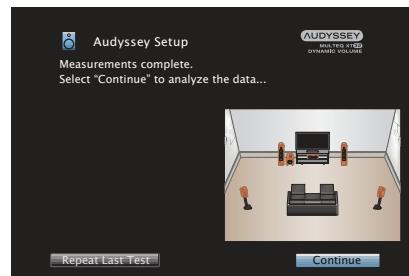 Audyssey Setup
AUDYSSEY
MULTEQ XT32
DYNAMIC VOLUME
Measurements complete.
Select “Continue” to analyze the data...
Repeat Last Test
Continue